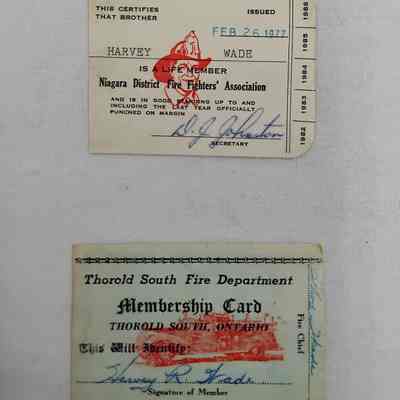 THIS CERTIFIES
THAT BROTHER
ISSUED
FEB 26 1977
HARVEY WADE
IS A LIFE MEMBER
Niagara District Fire Fighters' Association
AND IS IN GOOD STANDING UP TO AND
INCLUDING THE LAST YEAR OFFICIALLY
PUNCHED ON MARGIN
D. J. Johnston
SECRETARY
1986
1985
1984
1983
1982
Thorold South Fire Department
Membership Card
THOROLD SOUTH, ONTARIO
This Will Identify:
Harvey R. Wade
Signature of Member
Fire Chief